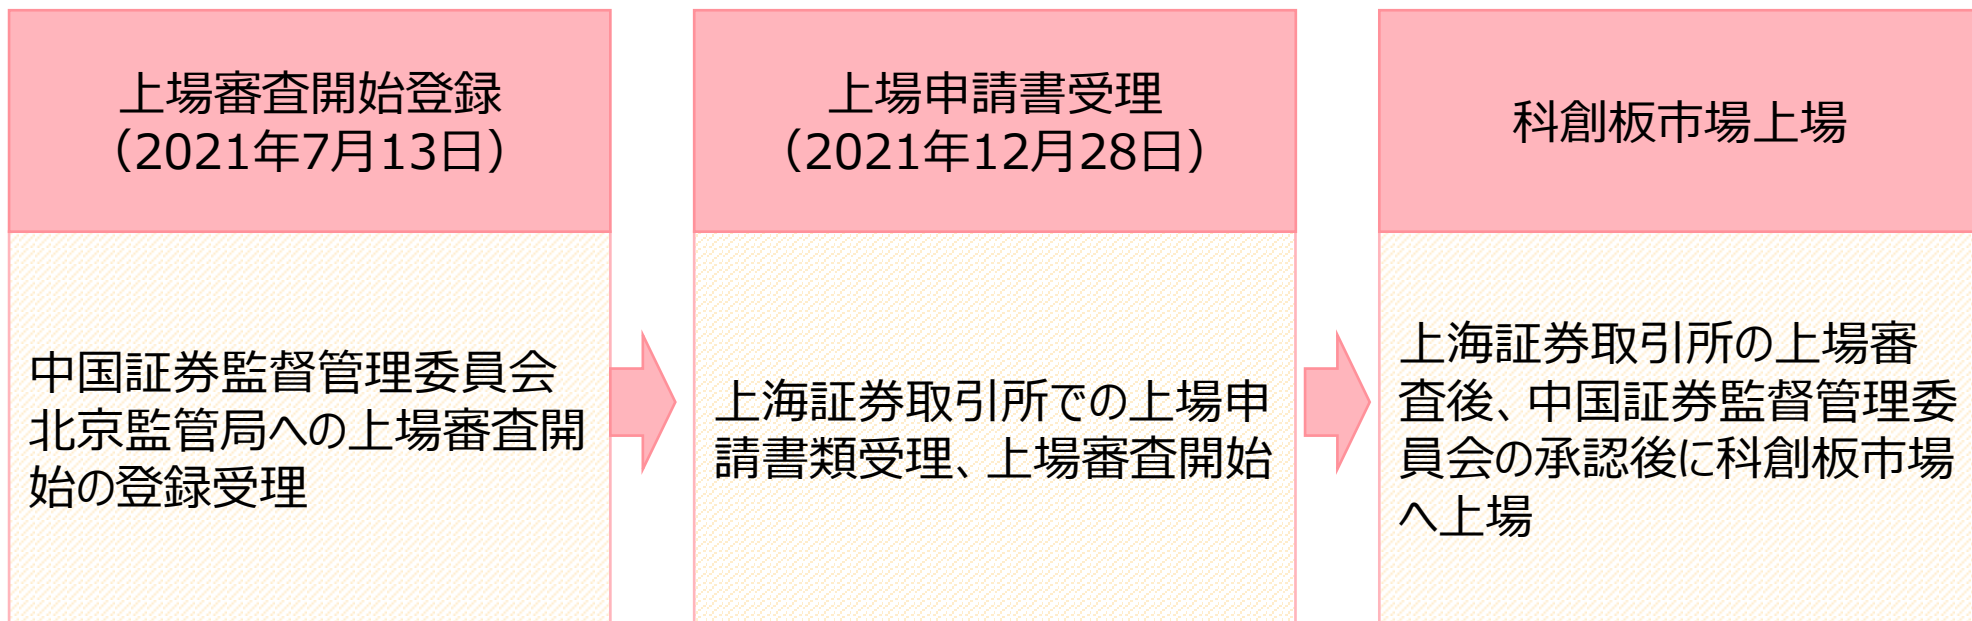 上場審査開始登録
（2021年7月13日）
中国証券監督管理委員会
北京監管局への上場審査開
始の登録受理
上場申請書受理
（2021年12月28日）
上海証券取引所での上場申
請書類受理、上場審査開始
科創板市場上場
上海証券取引所の上場審
査後、中国証券監督管理委
員会の承認後に科創板市場
へ上場